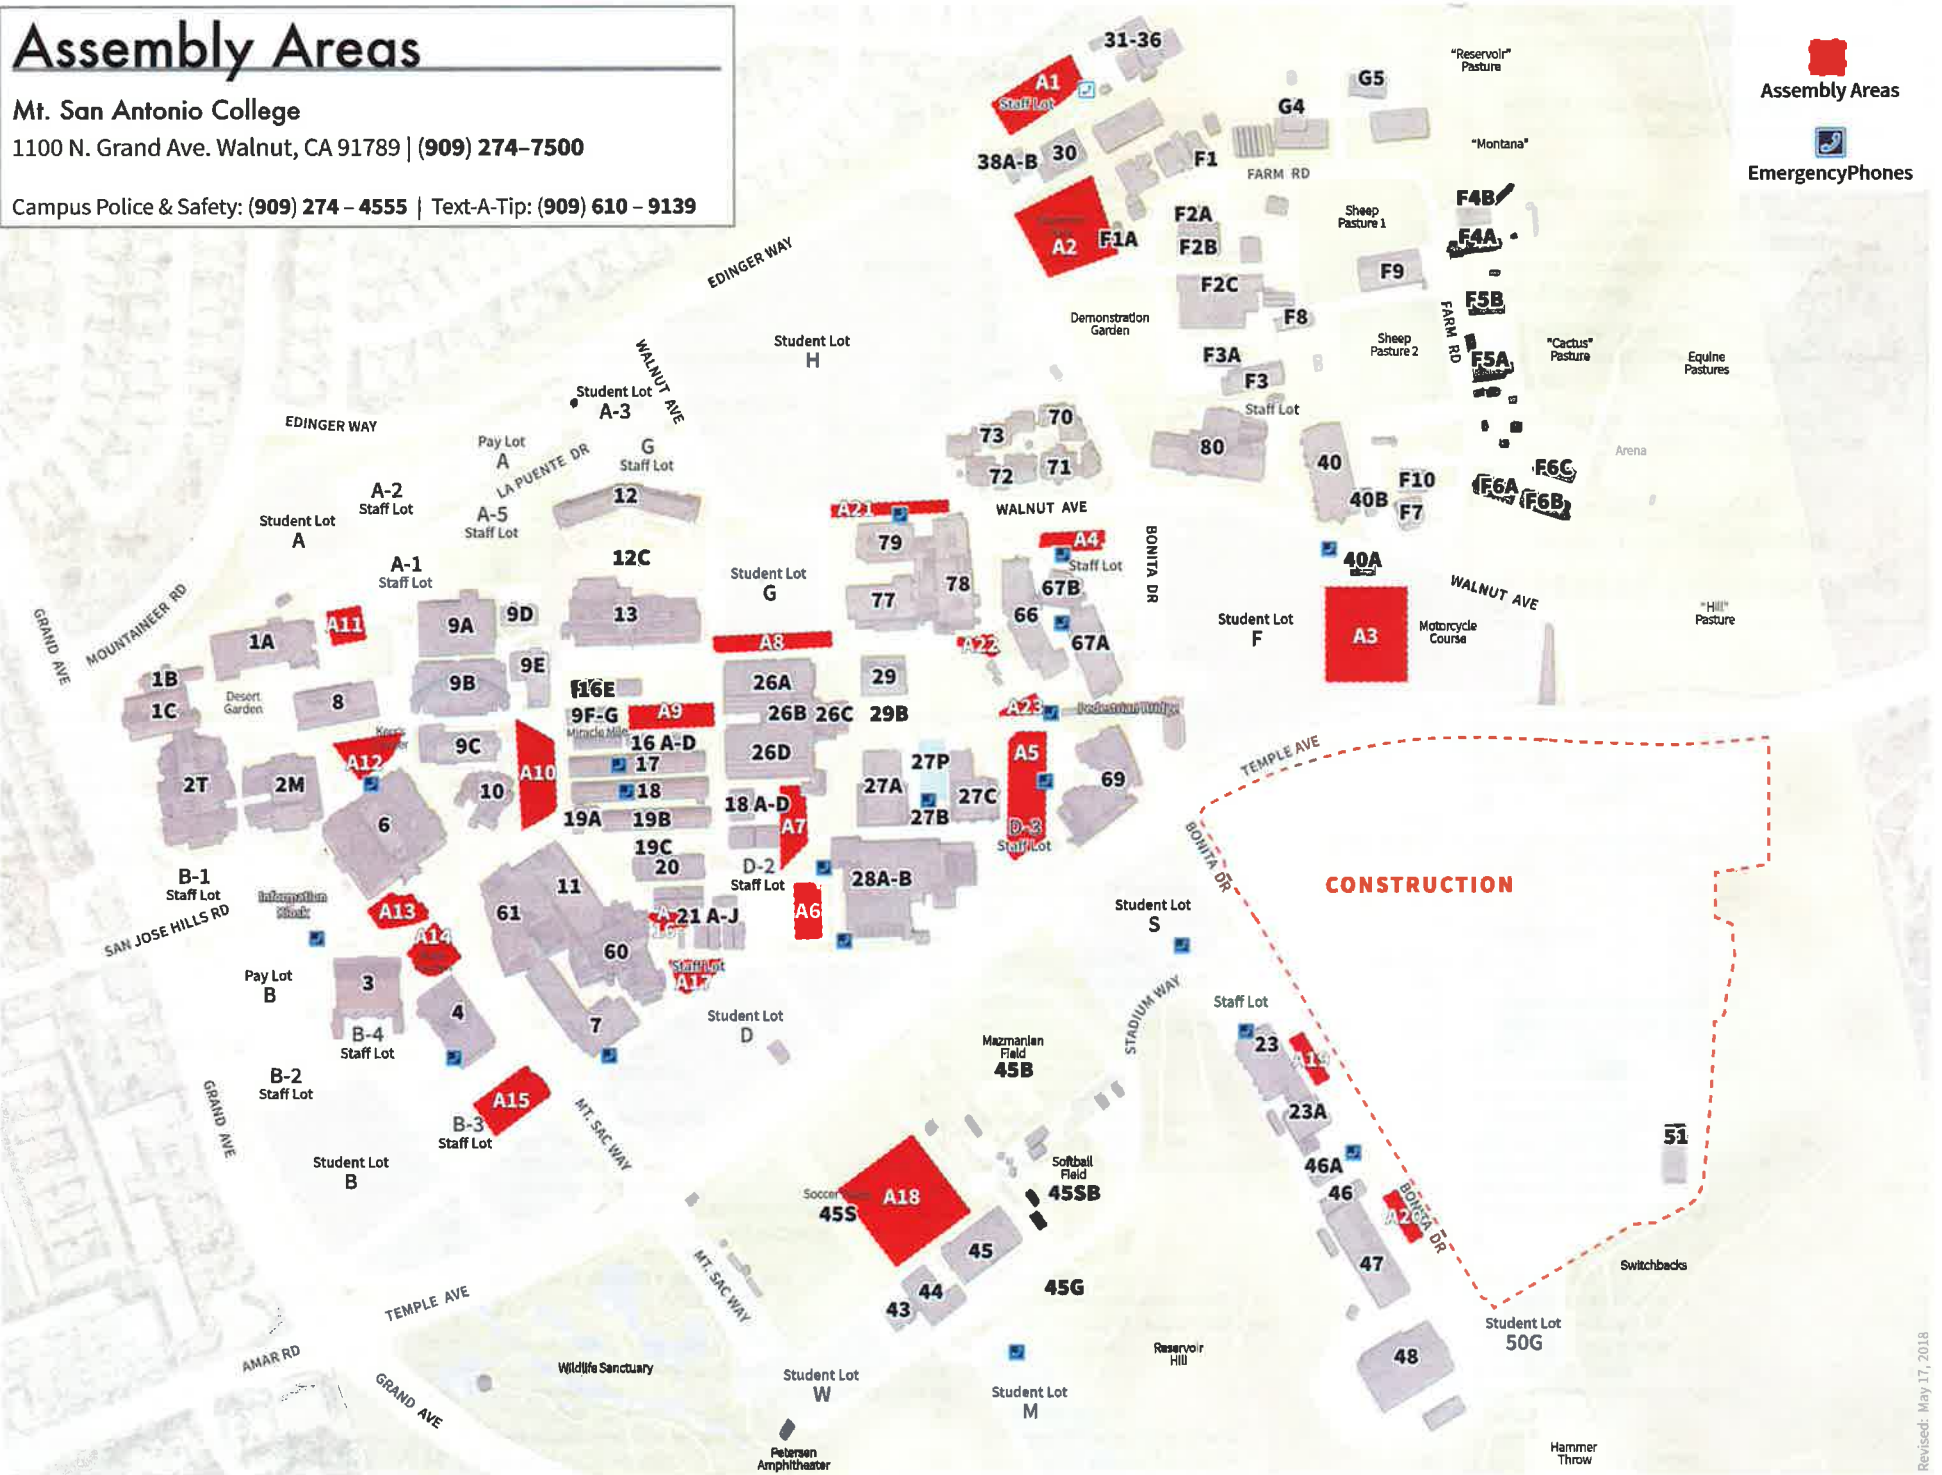 Assembly Areas
Mt. San Antonio College
1100 N. Grand Ave. Walnut, CA 91789 | (909) 274–7500
Campus Police & Safety: (909) 274 – 4555 | Text-A-Tip: (909) 610 – 9139
Assembly Areas
EmergencyPhones
31-36
A1
Staff Lot
38A-B
30
F1
G4
G5
"Reservoir"
Pasture
"Montana"
FARM RD
A2
F1A
F2A
F2B
F2C
F8
Sheep
Pasture 1
F9
F4B
F4A
F5B
FARM RD
F5A
"Cactus"
Pasture
Equine
Pastures
Sheep
Pasture 2
Demonstration
Garden
F3A
F3
Staff Lot
EDINGER WAY
Student Lot
H
WALNUT AVE
Student Lot
A-3
EDINGER WAY
Pay Lot
A
LA PUENTE DR
G
Staff Lot
A-2
Staff Lot
A-5
Staff Lot
Student Lot
A
A-1
Staff Lot
12
12C
13
70
73
72
71
80
40
40B
F10
F7
F6A
F6B
F6C
Arena
WALNUT AVE
A21
79
78
77
A4
Staff Lot
67B
66
67A
BONITA DR
40A
WALNUT AVE
Student Lot
G
Student Lot
F
A3
Motorcycle
Course
"Hill"
Pasture
GRAND AVE
MOUNTAINEER RD
1A
A11
9A
9D
9E
9B
1B
1C
Desert
Garden
8
A8
A22
26A
29
26B
26C
29B
A23
Pedestrian Bridge
F16E
9F-G
Miracle Mile
A9
16 A-D
17
18
19A
19B
19C
20
9C
A12
A10
10
2T
2M
6
26D
18 A-D
A7
27A
27P
27B
27C
A5
D-3
Staff Lot
69
TEMPLE AVE
BONITA DR
CONSTRUCTION
B-1
Staff Lot
SAN JOSE HILLS RD
Information
Kiosk
A13
A14
11
61
60
21 A-J
D-2
Staff Lot
A6
28A-B
Staff Lot
A17
Student Lot
D
Student Lot
S
STADIUM WAY
Pay Lot
B
3
B-4
Staff Lot
4
7
B-2
Staff Lot
A15
B-3
Staff Lot
GRAND AVE
Student Lot
B
MT. SAC WAY
Mazmanian
Field
45B
Staff Lot
23
A19
23A
46A
46
47
BONITA DR
51
Softball
Field
45SB
Soccer
45S
A18
45
44
43
45G
MT. SAC WAY
Switchbacks
Student Lot
50G
48
TEMPLE AVE
AMAR RD
GRAND AVE
Wildlife Sanctuary
Student Lot
W
Student Lot
M
Reservoir
Hill
Petersen
Amphitheater
Hammer
Throw
Revised: May 17, 2018